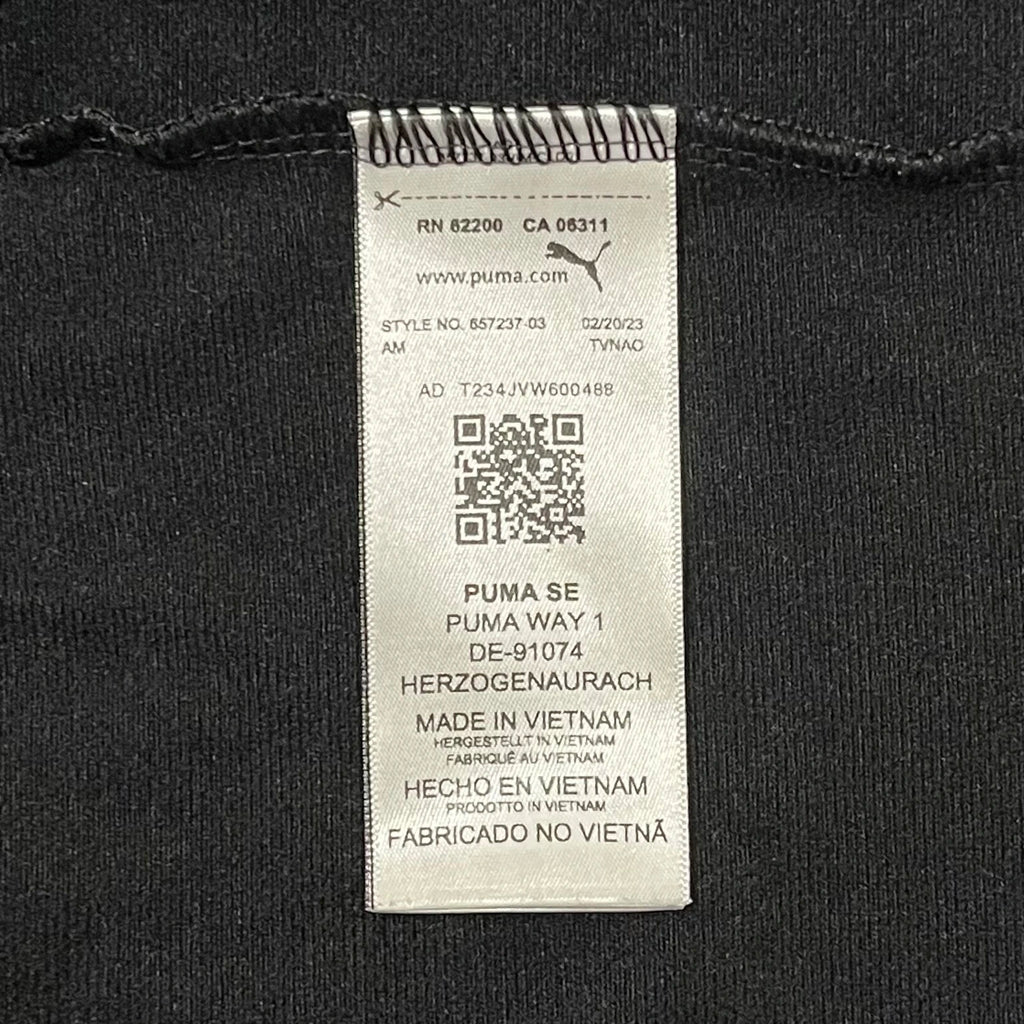 RN 62200 CA 06311
www.puma.com
STYLE NO. 657237-03 02/20/23
AM TVNAO
AD T234JVW600488
PUMA SE
PUMA WAY 1
DE-91074
HERZOGENAURACH
MADE IN VIETNAM
HERGESTELLT IN VIETNAM
FABRIQUÉ AU VIETNAM
HECHO EN VIETNAM
PRODOTTO IN VIETNAM
FABRICADO NO VIETNÃ